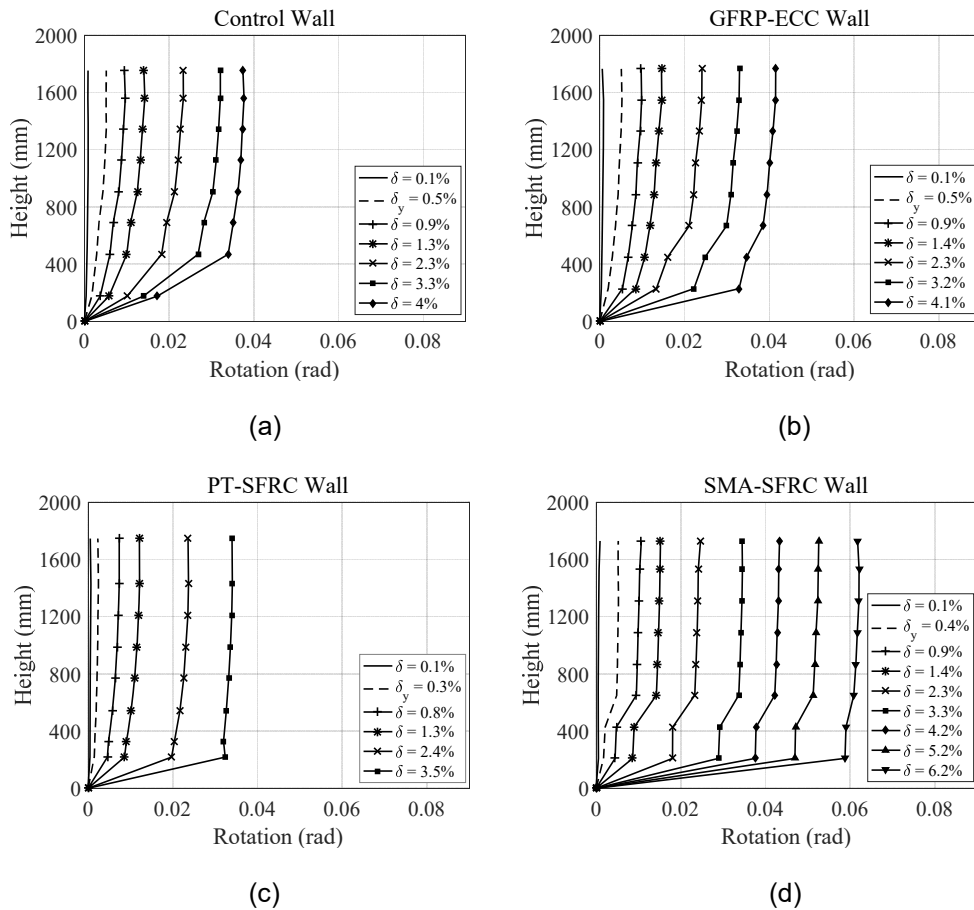 Control Wall
2000
1600
1200
800
400
0
Height (mm)
0
0.02
0.04
0.06
0.08
Rotation (rad)
δ = 0.1%
δy = 0.5%
δ = 0.9%
δ = 1.3%
δ = 2.3%
δ = 3.3%
δ = 4%
(a)
GFRP-ECC Wall
2000
1600
1200
800
400
0
Height (mm)
0
0.02
0.04
0.06
0.08
Rotation (rad)
δ = 0.1%
δy = 0.5%
δ = 0.9%
δ = 1.4%
δ = 2.3%
δ = 3.2%
δ = 4.1%
(b)
PT-SFRC Wall
2000
1600
1200
800
400
0
Height (mm)
0
0.02
0.04
0.06
0.08
Rotation (rad)
δ = 0.1%
δy = 0.3%
δ = 0.8%
δ = 1.3%
δ = 2.4%
δ = 3.5%
(c)
SMA-SFRC Wall
2000
1600
1200
800
400
0
Height (mm)
0
0.02
0.04
0.06
0.08
Rotation (rad)
δ = 0.1%
δy = 0.4%
δ = 0.9%
δ = 1.4%
δ = 2.3%
δ = 3.3%
δ = 4.2%
δ = 5.2%
δ = 6.2%
(d)